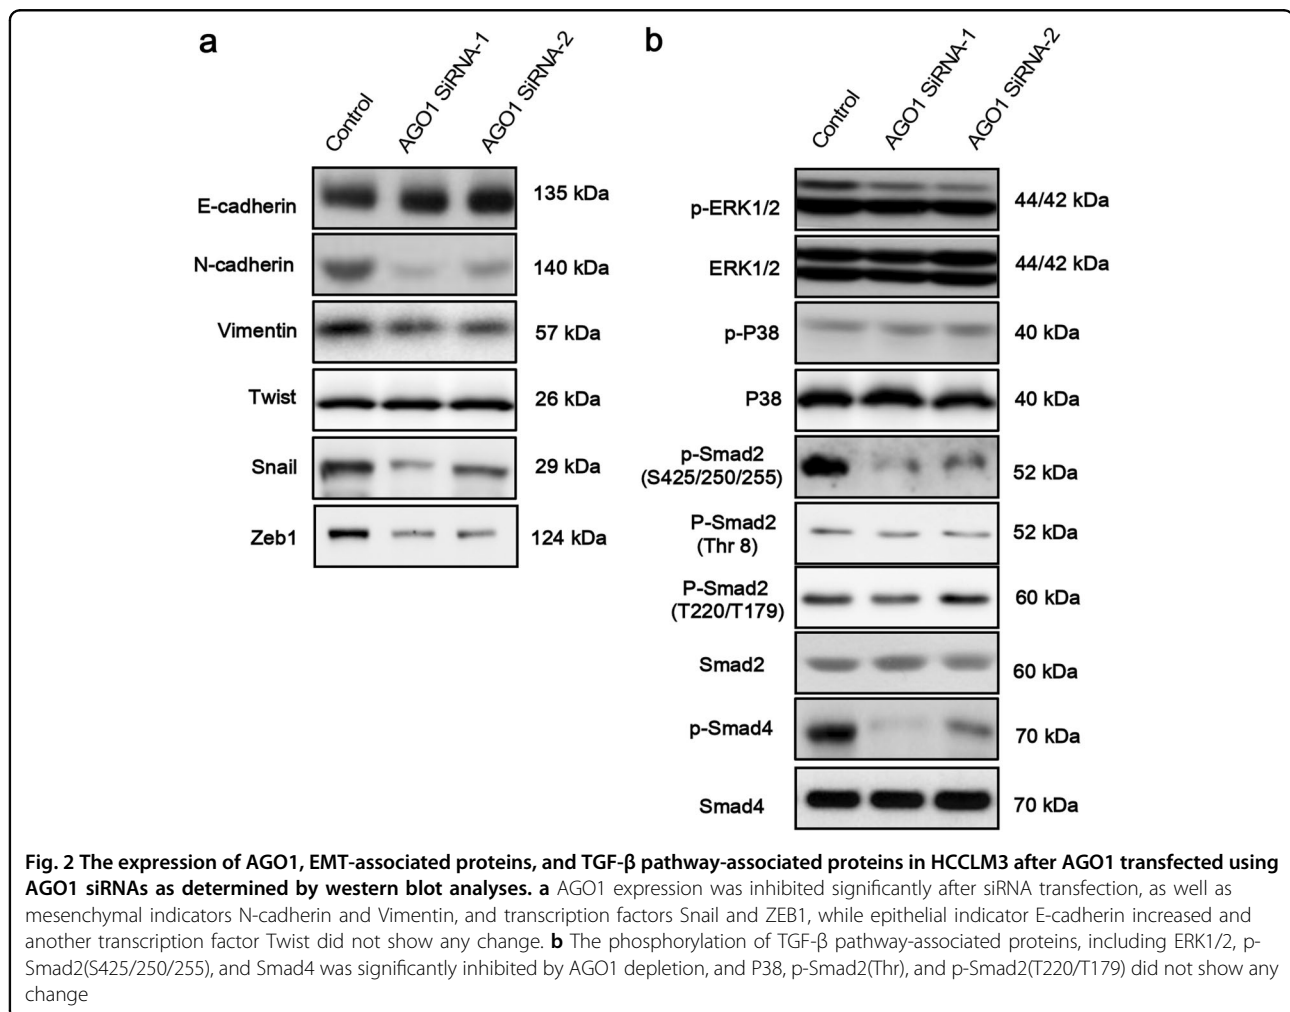 a
Control
AGO1 SiRNA-1
AGO1 SiRNA-2
E-cadherin
135 kDa
N-cadherin
140 kDa
Vimentin
57 kDa
Twist
26 kDa
Snail
29 kDa
Zeb1
124 kDa
b
Control
AGO1 SiRNA-1
AGO1 SiRNA-2
p-ERK1/2
44/42 kDa
ERK1/2
44/42 kDa
p-P38
40 kDa
P38
40 kDa
p-Smad2
(S425/250/255)
52 kDa
P-Smad2
(Thr 8)
52 kDa
P-Smad2
(T220/T179)
60 kDa
Smad2
60 kDa
p-Smad4
70 kDa
Smad4
70 kDa
Fig. 2 The expression of AGO1, EMT-associated proteins, and TGF-β pathway-associated proteins in HCCLM3 after AGO1 transfected using
AGO1 siRNAs as determined by western blot analyses. a AGO1 expression was inhibited significantly after siRNA transfection, as well as
mesenchymal indicators N-cadherin and Vimentin, and transcription factors Snail and ZEB1, while epithelial indicator E-cadherin increased and
another transcription factor Twist did not show any change. b The phosphorylation of TGF-β pathway-associated proteins, including ERK1/2, p-
Smad2(S425/250/255), and Smad4 was significantly inhibited by AGO1 depletion, and P38, p-Smad2(Thr), and p-Smad2(T220/T179) did not show any
change